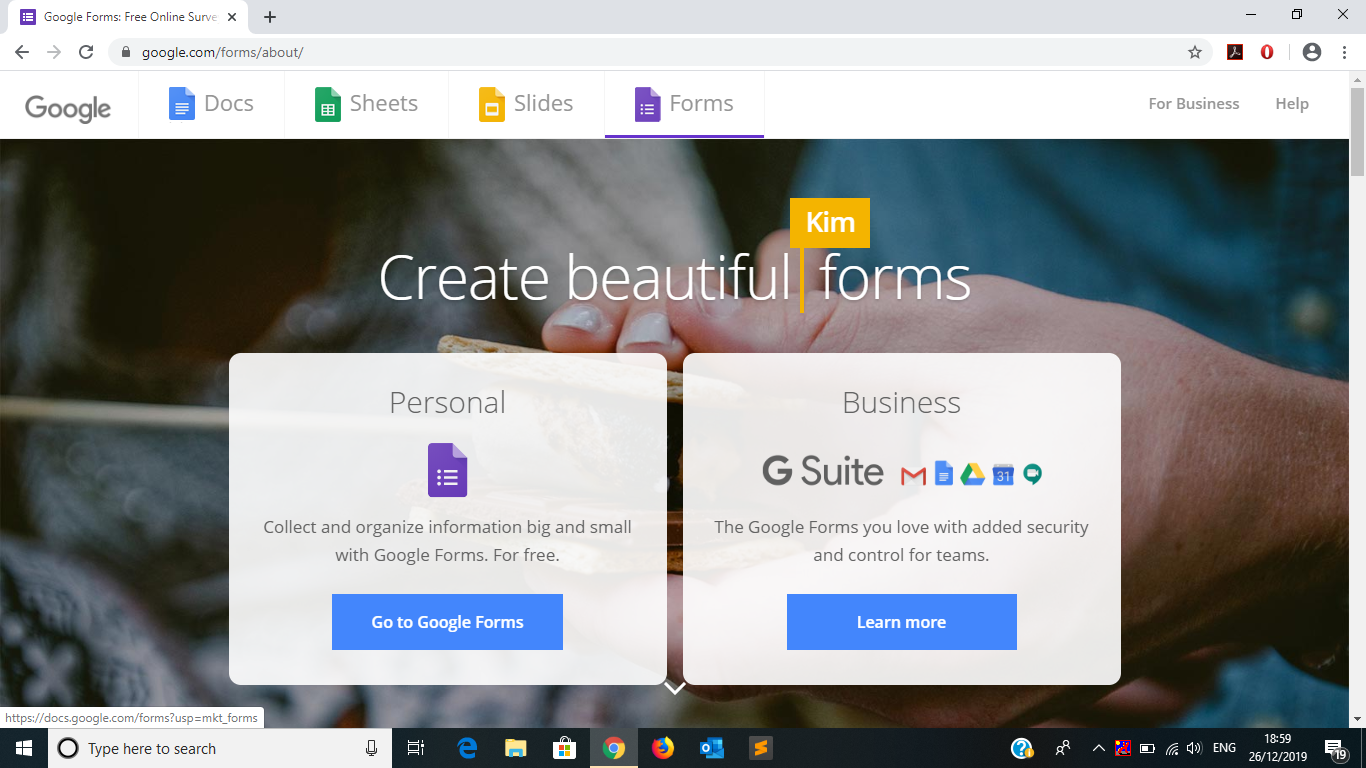 Google Forms: Free Online Surve
google.com/forms/about/
Google
Docs
Sheets
Slides
Forms
For Business
Help
Kim
Create beautiful forms
Personal
Collect and organize information big and small
with Google Forms. For free.
Go to Google Forms
Business
G Suite
31
The Google Forms you love with added security
and control for teams.
Learn more
https://docs.google.com/forms?usp=mkt_forms
Type here to search
ENG
18:59
26/12/2019
19